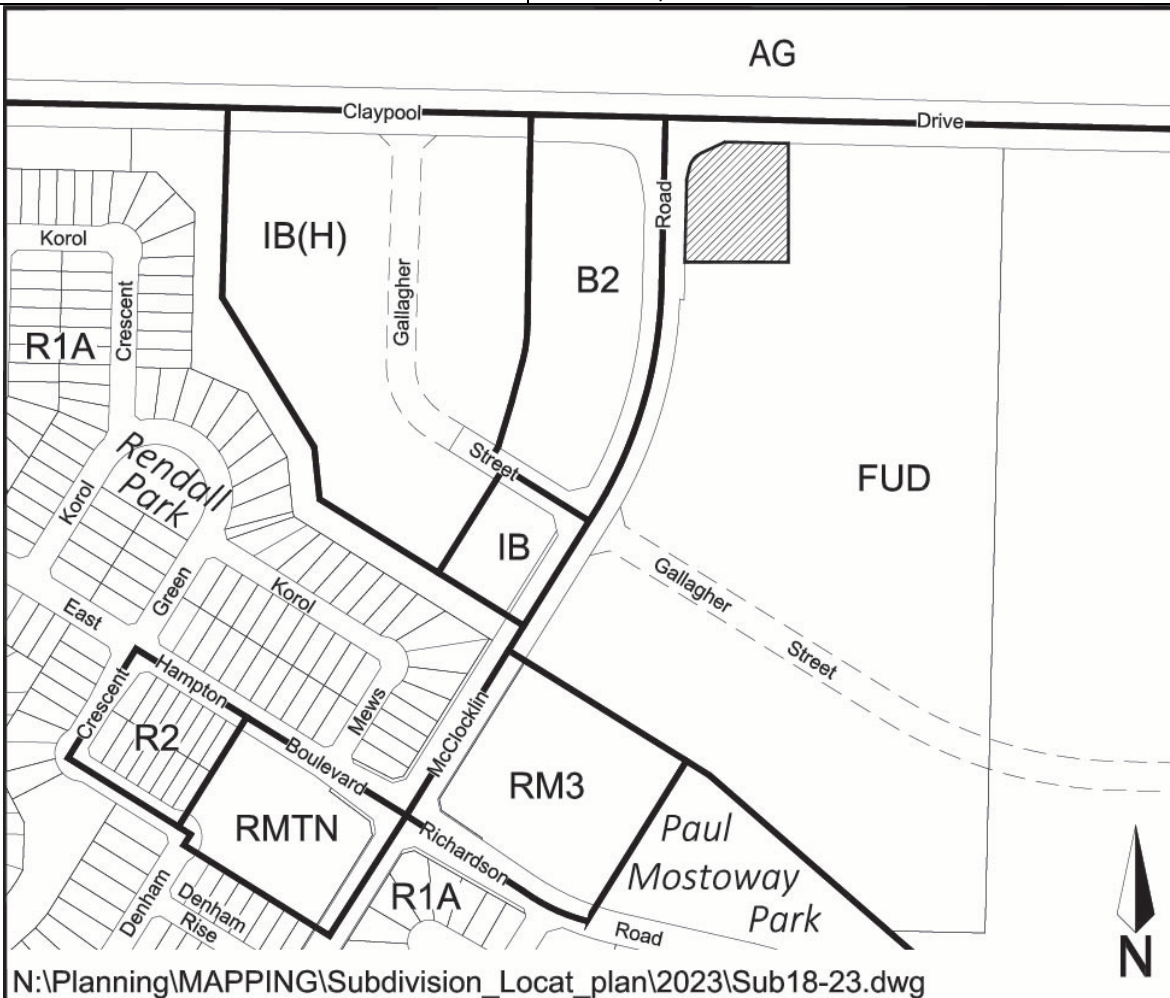 AG
Claypool
Drive
Road
IB(H)
Korol
B2
Crescent
Gallagher
R1A
Rendall
Park
Street
FUD
Korol
IB
Gallagher
Street
Green
Korol
East
Hampton
Crescent
Mews
McClocklin
R2
Boulevard
RM3
RMTN
Richardson
Paul
Mostoway
Park
R1A
Denham
Denham
Rise
Road
N
N:\Planning\MAPPING\Subdivision_Locat_plan\2023\Sub18-23.dwg